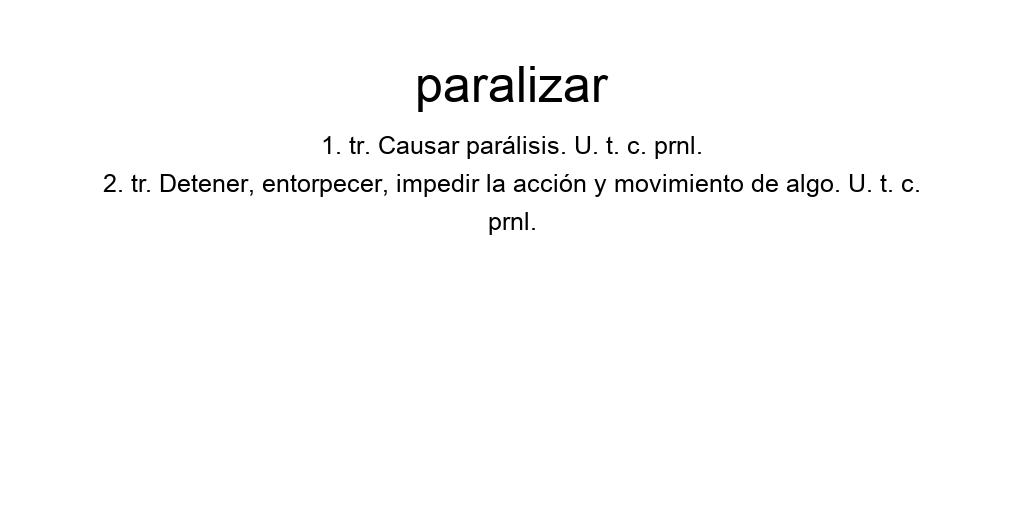 paralizar
1. tr. Causar parálisis. U. t. c. prnl.
2. tr. Detener, entorpecer, impedir la acción y movimiento de algo. U. t. c.
prnl.